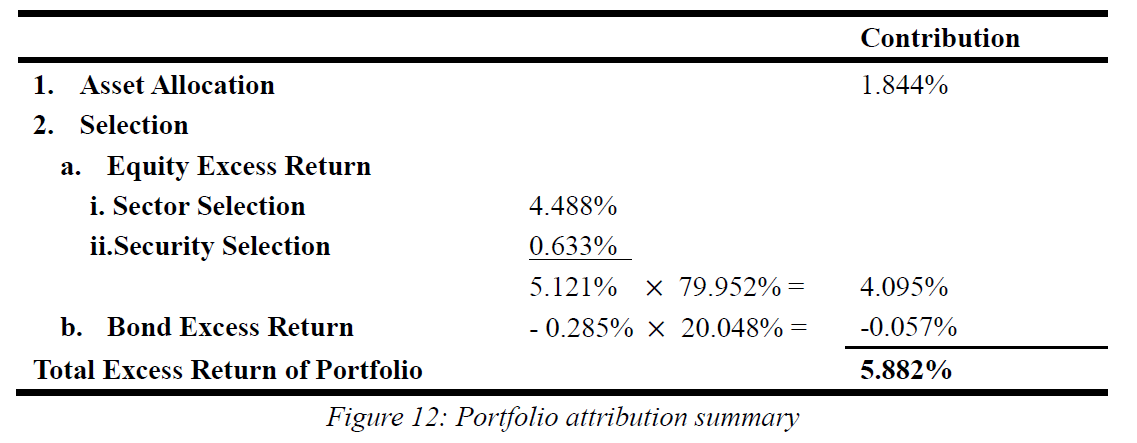 Contribution
1. Asset Allocation 1.844%
2. Selection
a. Equity Excess Return
i. Sector Selection 4.488%
ii.Security Selection 0.633%
5.121% × 79.952% = 4.095%
b. Bond Excess Return - 0.285% × 20.048% = -0.057%
Total Excess Return of Portfolio 5.882%
Figure 12: Portfolio attribution summary